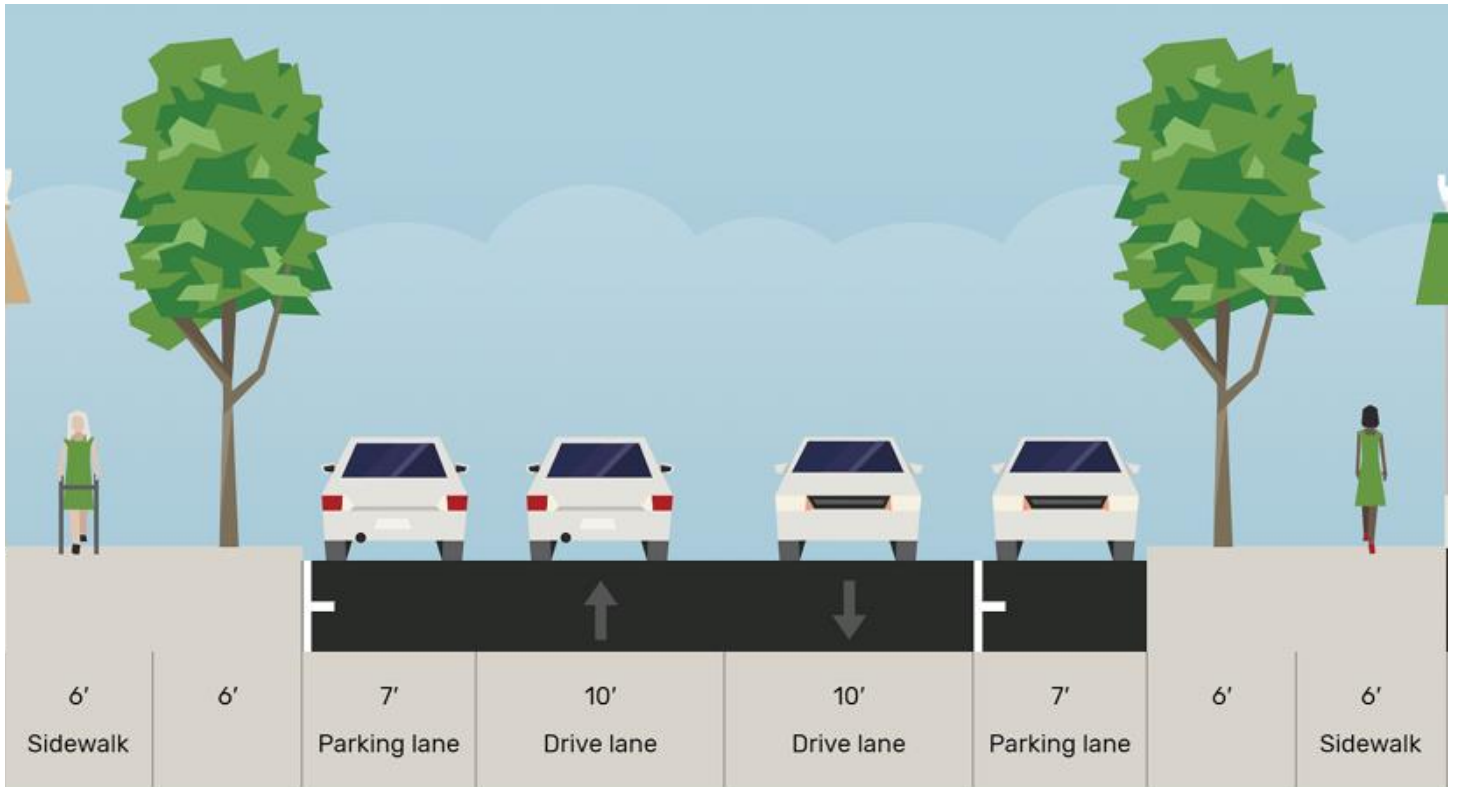 6′ 6′ 7′ 10′ 10′ 7′ 6′ 6′
Sidewalk Parking lane Drive lane Drive lane Parking lane Sidewalk